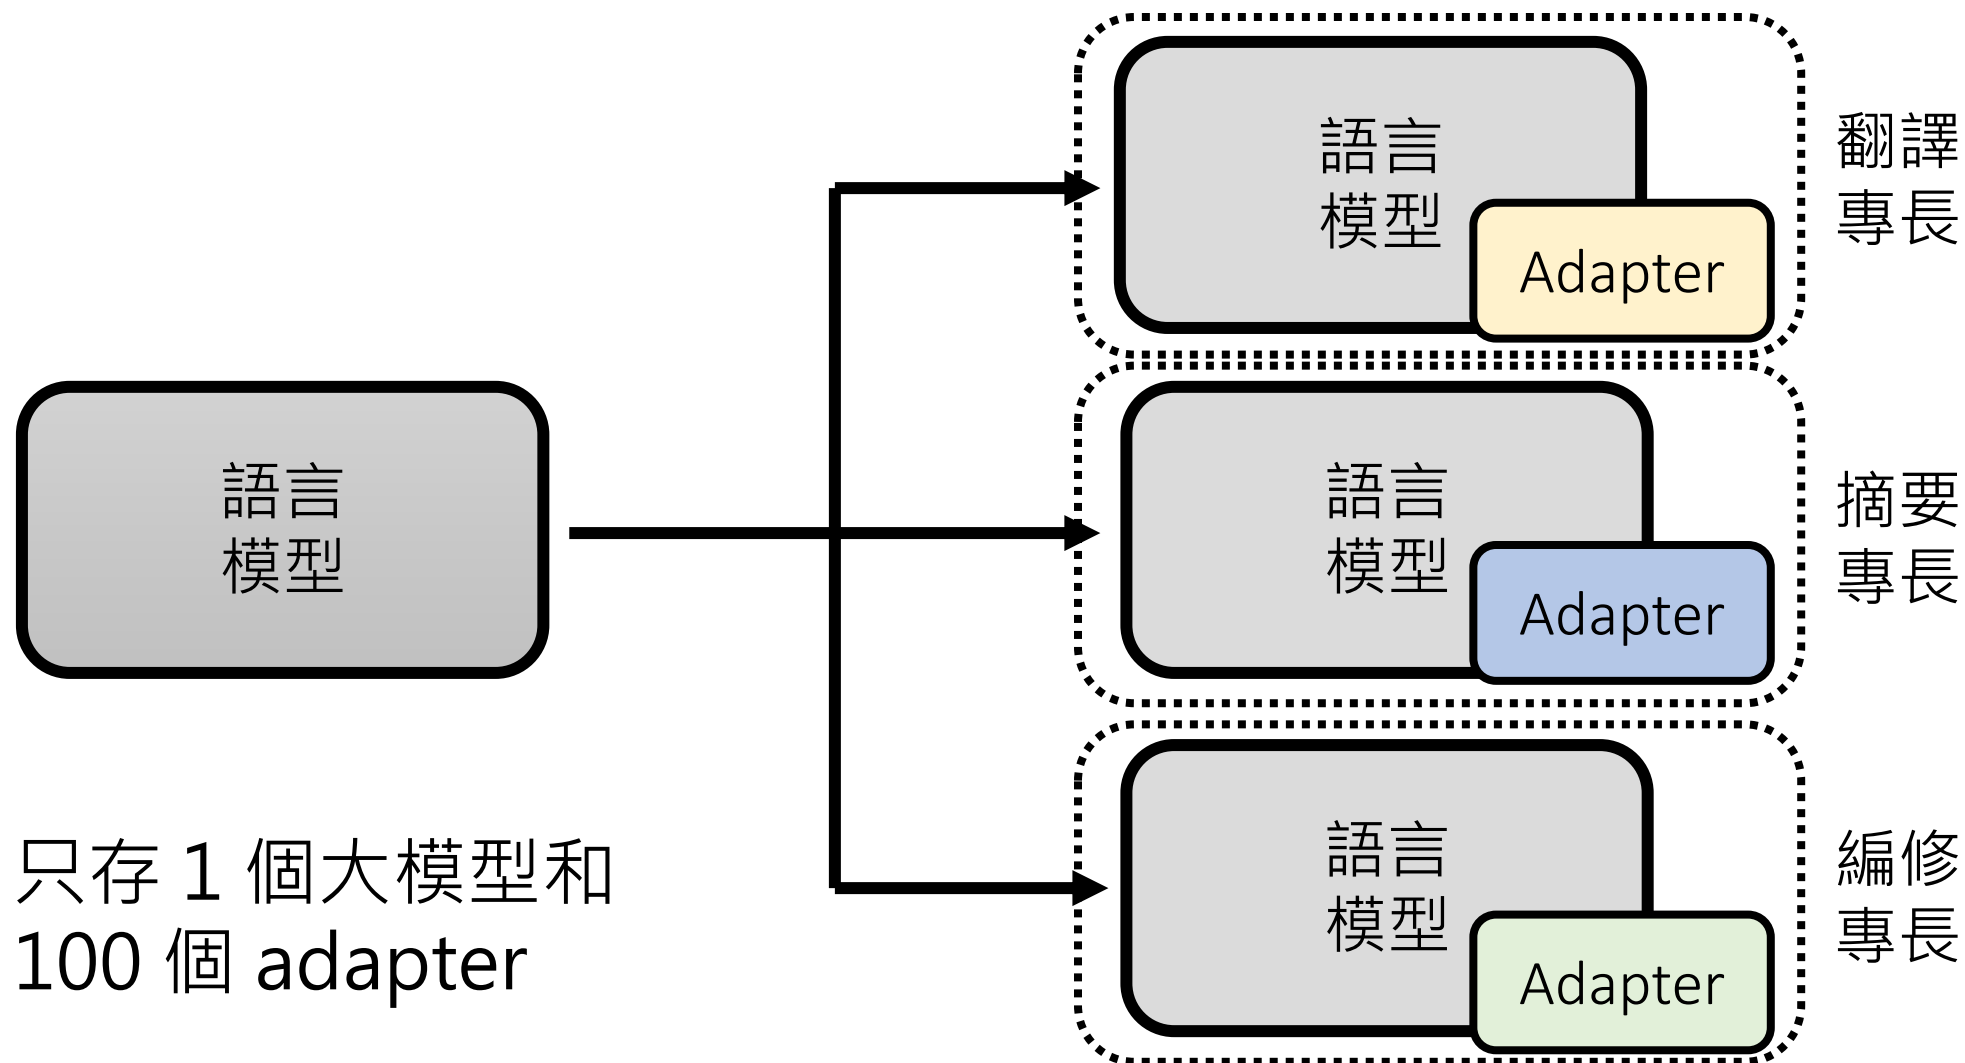 語言
模型
Adapter
翻譯
專長
語言
模型
語言
模型
Adapter
摘要
專長
只存 1 個大模型和
100 個 adapter
語言
模型
Adapter
編修
專長